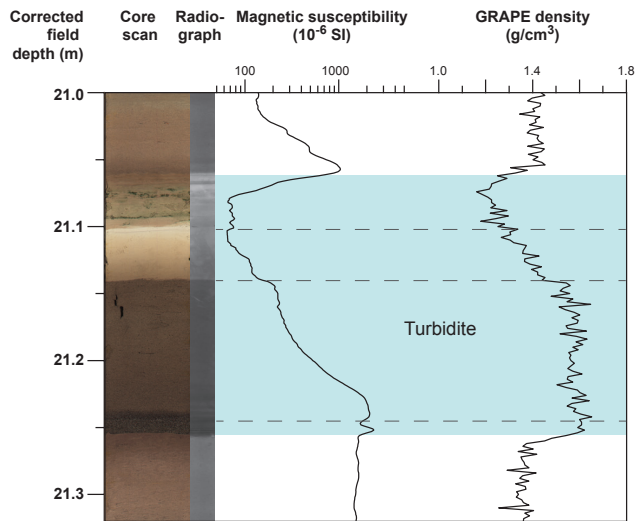 Corrected
field
depth (m)
Core
scan
Radio-
graph
Magnetic susceptibility
(10-6 SI)
GRAPE density
(g/cm3)
100
1000
1.0
1.4
1.8
21.0
21.1
21.2
21.3
Turbidite